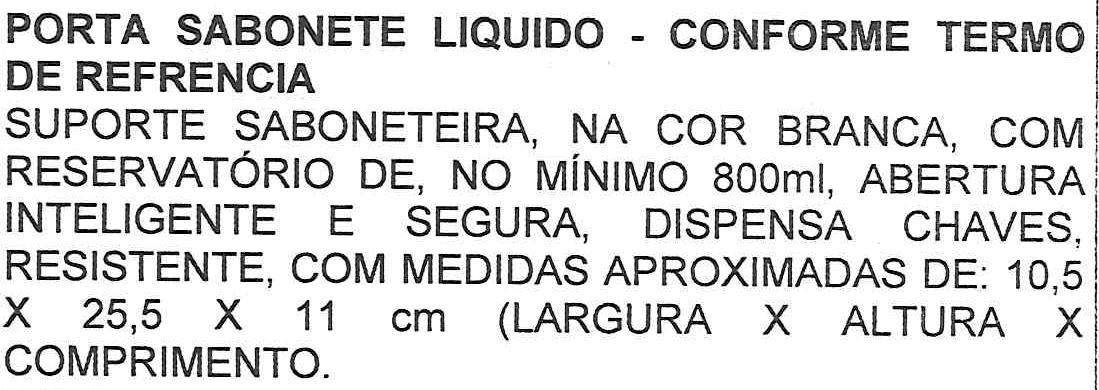 PORTA SABONETE LIQUIDO - CONFORME TERMO
DE REFRENCIA
SUPORTE SABONETEIRA, NA COR BRANCA, COM
RESERVATÓRIO DE, NO MÍNIMO 800ml, ABERTURA
INTELIGENTE E SEGURA, DISPENSA CHAVES,
RESISTENTE, COM MEDIDAS APROXIMADAS DE: 10,5
X 25,5 X 11 cm (LARGURA X ALTURA X
COMPRIMENTO.